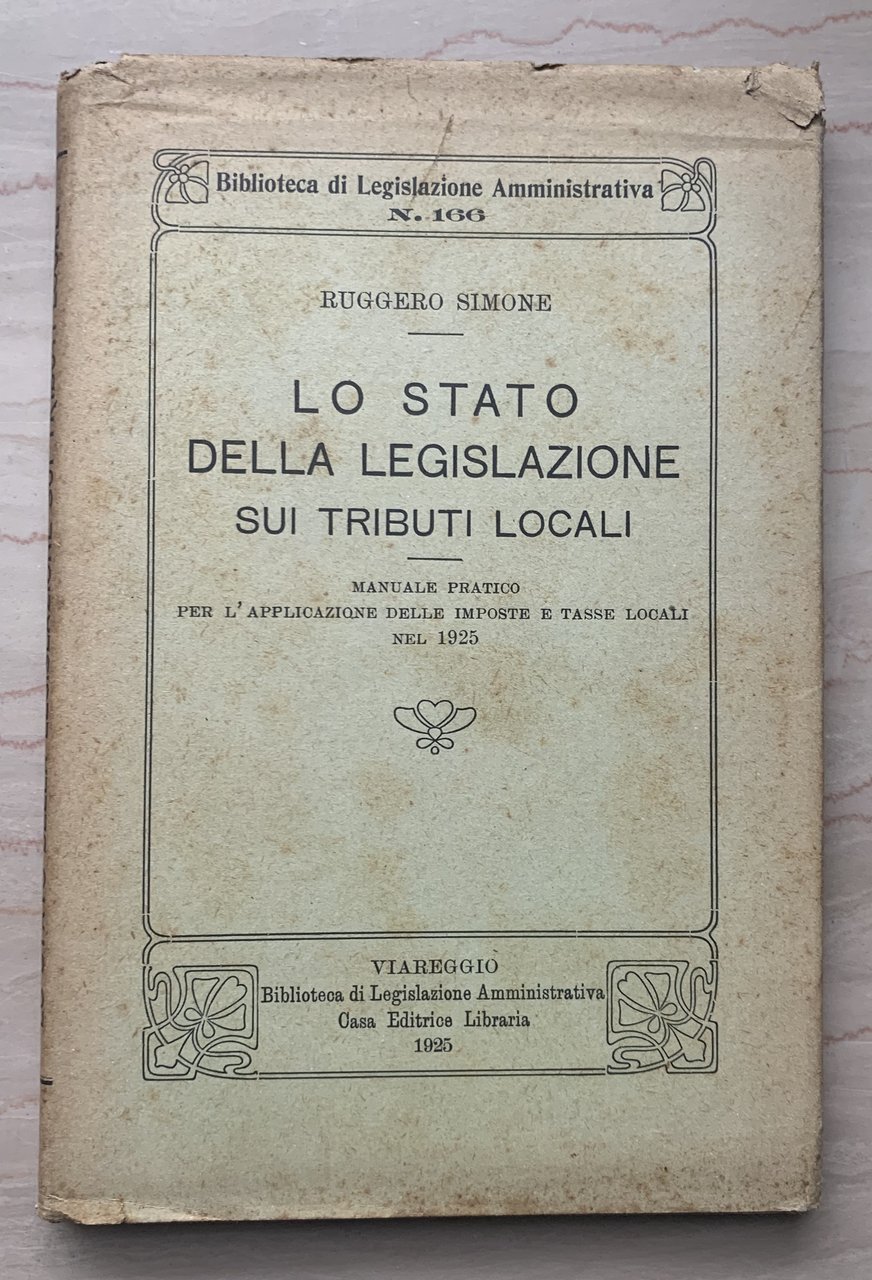 Biblioteca di Legislazione Amministrativa
N. 166
RUGGERO SIMONE
LO STATO
DELLA LEGISLAZIONE
SUI TRIBUTI LOCALI
MANUALE PRATICO
PER L'APPLICAZIONE DELLE IMPOSTE E TASSE LOCALI
NEL 1925
VIAREGGIO
Biblioteca di Legislazione Amministrativa
Casa Editrice Libraria
1925